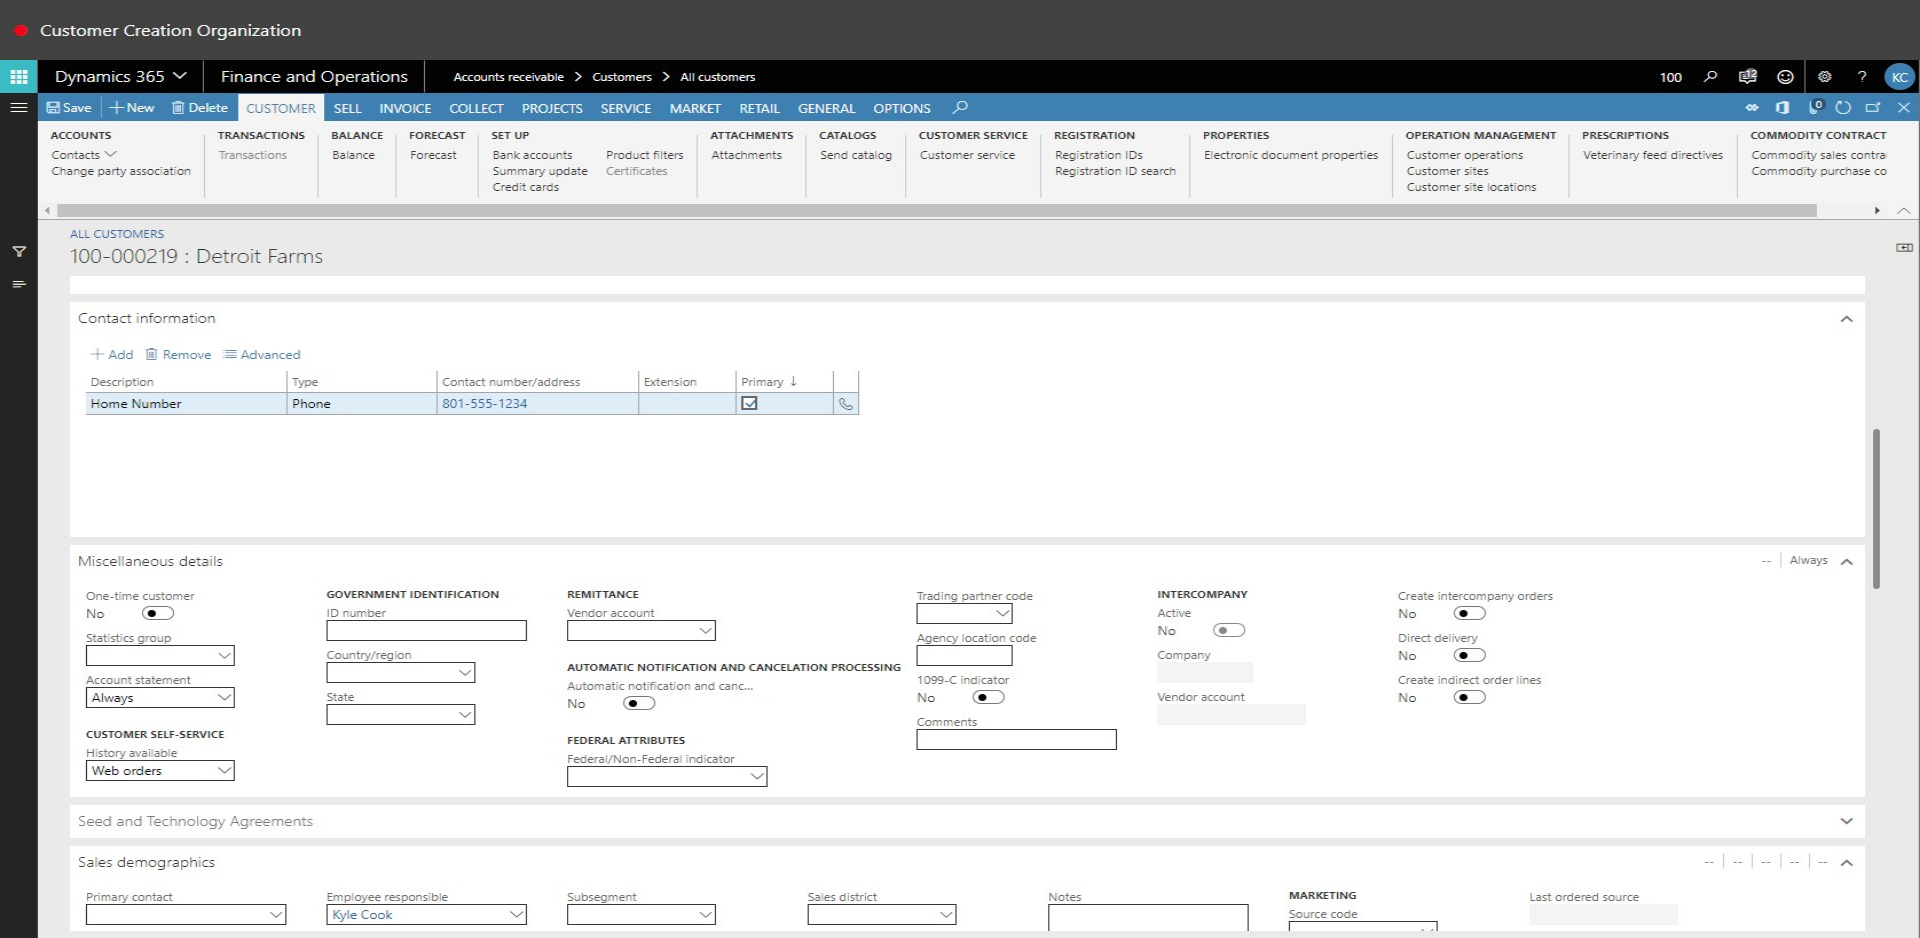 Customer Creation Organization
Dynamics 365 Finance and Operations Accounts receivable > Customers > All customers 100 ? KC
Save + New Delete CUSTOMER SELL INVOICE COLLECT PROJECTS SERVICE MARKET RETAIL GENERAL OPTIONS 0
ACCOUNTS TRANSACTIONS BALANCE FORECAST SET UP ATTACHMENTS CATALOGS CUSTOMER SERVICE REGISTRATION PROPERTIES OPERATION MANAGEMENT PRESCRIPTIONS COMMODITY CONTRACT
Contacts Transactions Balance Forecast Bank accounts Product filters Attachments Send catalog Customer service Registration IDs Electronic document properties Customer operations Veterinary feed directives Commodity sales contra
Change party association Summary update Certificates Registration ID search Customer sites Commodity purchase co
Credit cards Customer site locations
ALL CUSTOMERS
100-000219 : Detroit Farms
Contact information
+ Add Remove Advanced
Description Type Contact number/address Extension Primary ↓
Home Number Phone 801-555-1234
Miscellaneous details -- Always
One-time customer
No
Statistics group
Account statement
Always
CUSTOMER SELF-SERVICE
History available
Web orders
GOVERNMENT IDENTIFICATION
ID number
Country/region
State
REMITTANCE
Vendor account
AUTOMATIC NOTIFICATION AND CANCELATION PROCESSING
Automatic notification and canc...
No
FEDERAL ATTRIBUTES
Federal/Non-Federal indicator
Trading partner code
Agency location code
1099-C indicator
No
Comments
INTERCOMPANY
Active
No
Company
Vendor account
Create intercompany orders
No
Direct delivery
No
Create indirect order lines
No
Seed and Technology Agreements
Sales demographics -- -- -- -- --
Primary contact
Employee responsible
Kyle Cook
Subsegment
Sales district
Notes
MARKETING
Source code
Last ordered source